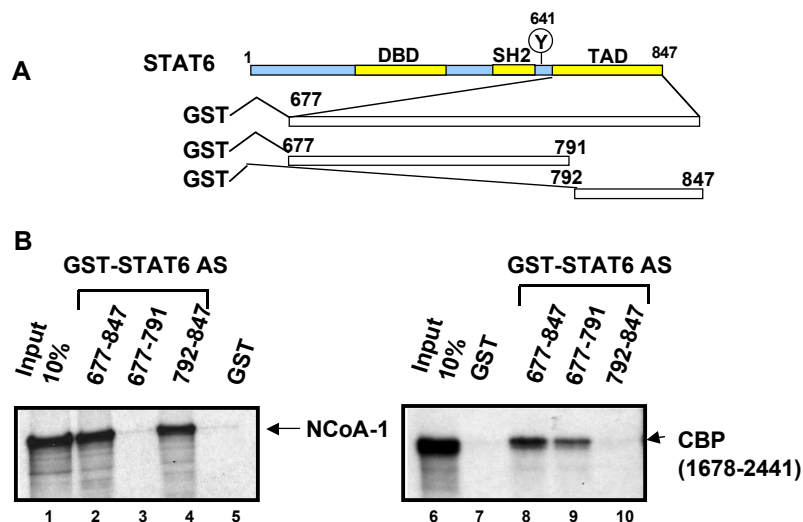 A
STAT6
1
DBD
SH2
641
Y
TAD
847
GST
677
GST
677
791
GST
792
847
B
GST-STAT6 AS
Input 10%
677-847
677-791
792-847
GST
NCoA-1
1 2 3 4 5
GST-STAT6 AS
Input 10%
GST
677-847
677-791
792-847
CBP
(1678-2441)
6 7 8 9 10